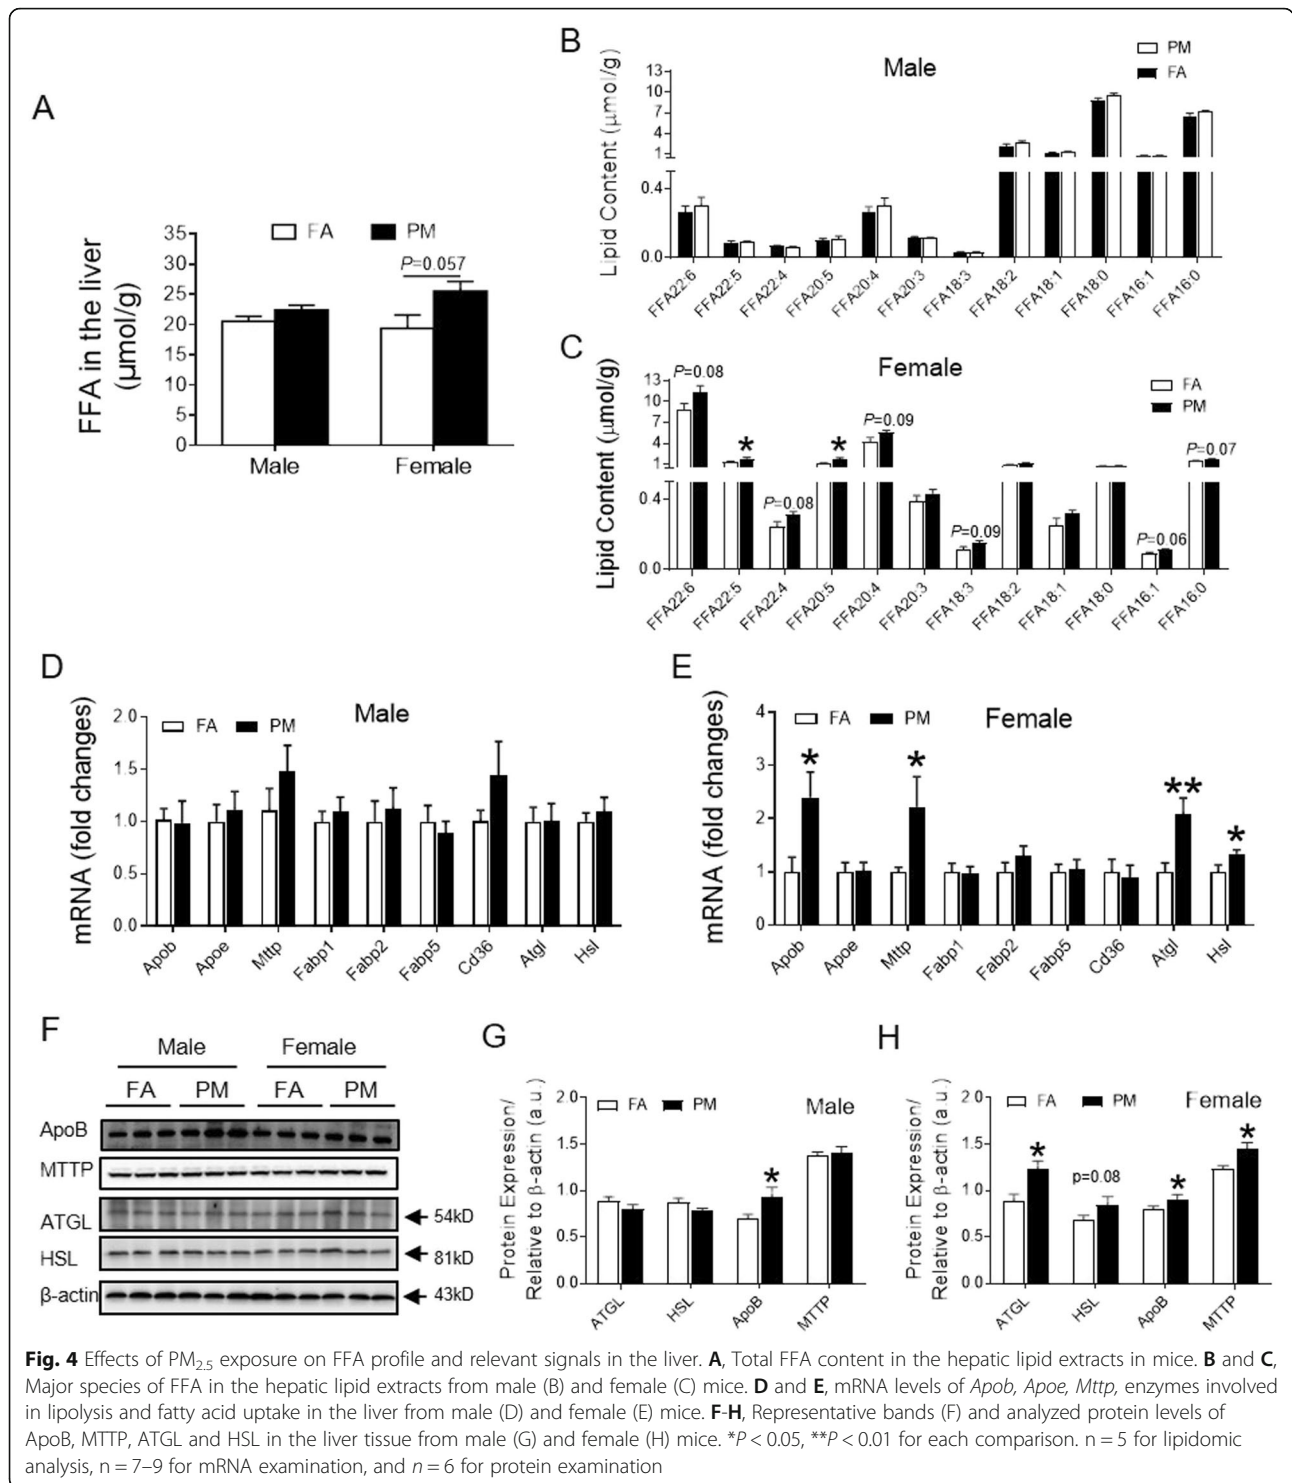 A
FFA in the liver
(μmol/g)
35
30
25
20
15
10
5
0
FA PM
P=0.057
Male Female
B
Male
PM
FA
Lipid Content (μmol/g)
13
10
7
4
1
0.4
0.0
FFA22:6 FFA22:5 FFA22:4 FFA20:5 FFA20:4 FFA20:3 FFA18:3 FFA18:2 FFA18:1 FFA18:0 FFA16:1 FFA16:0
C
Female
FA
PM
Lipid Content (μmol/g)
13
10
7
4
1
0.4
0.0
P=0.08 * P=0.08 * P=0.09 P=0.09 P=0.06 P=0.07
FFA22:6 FFA22:5 FFA22:4 FFA20:5 FFA20:4 FFA20:3 FFA18:3 FFA18:2 FFA18:1 FFA18:0 FFA16:1 FFA16:0
D
Male
FA PM
mRNA (fold changes)
2.0
1.5
1.0
0.5
0.0
Apob Apoe Mttp Fabp1 Fabp2 Fabp5 Cd36 Atgl Hsl
E
Female
FA PM
mRNA (fold changes)
4
3
2
1
0
* * ** *
Apob Apoe Mttp Fabp1 Fabp2 Fabp5 Cd36 Atgl Hsl
F
Male Female
FA PM FA PM
ApoB
MTTP
ATGL 54kD
HSL 81kD
β-actin 43kD
G
Male
FA PM
Protein Expression/
Relative to β-actin (a.u.)
2.0
1.5
1.0
0.5
0.0
*
ATGL HSL ApoB MTTP
H
Female
FA PM
Protein Expression/
Relative to β-actin (a.u.)
2.0
1.5
1.0
0.5
0.0
* p=0.08 * *
ATGL HSL ApoB MTTP
Fig. 4 Effects of PM2.5 exposure on FFA profile and relevant signals in the liver. A, Total FFA content in the hepatic lipid extracts in mice. B and C,
Major species of FFA in the hepatic lipid extracts from male (B) and female (C) mice. D and E, mRNA levels of Apob, Apoe, Mttp, enzymes involved
in lipolysis and fatty acid uptake in the liver from male (D) and female (E) mice. F-H, Representative bands (F) and analyzed protein levels of
ApoB, MTTP, ATGL and HSL in the liver tissue from male (G) and female (H) mice. *P < 0.05, **P < 0.01 for each comparison. n = 5 for lipidomic
analysis, n = 7–9 for mRNA examination, and n = 6 for protein examination